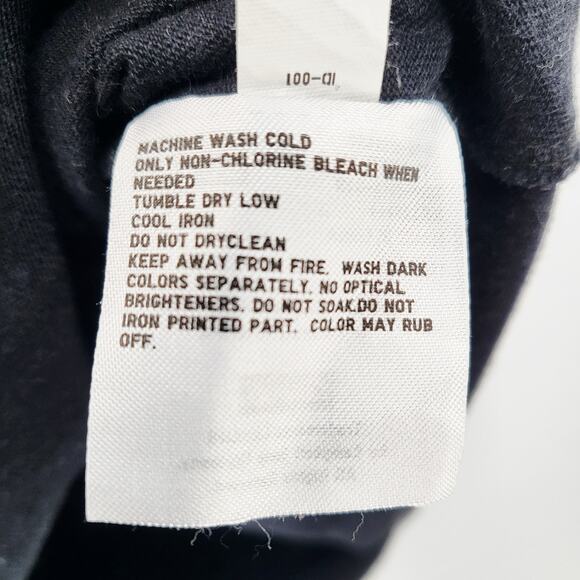 ID-001
MACHINE WASH COLD
ONLY NON-CHLORINE BLEACH WHEN
NEEDED
TUMBLE DRY LOW
COOL IRON
DO NOT DRYCLEAN
KEEP AWAY FROM FIRE. WASH DARK
COLORS SEPARATELY. NO OPTICAL
BRIGHTENERS. DO NOT SOAK.DO NOT
IRON PRINTED PART. COLOR MAY RUB
OFF.